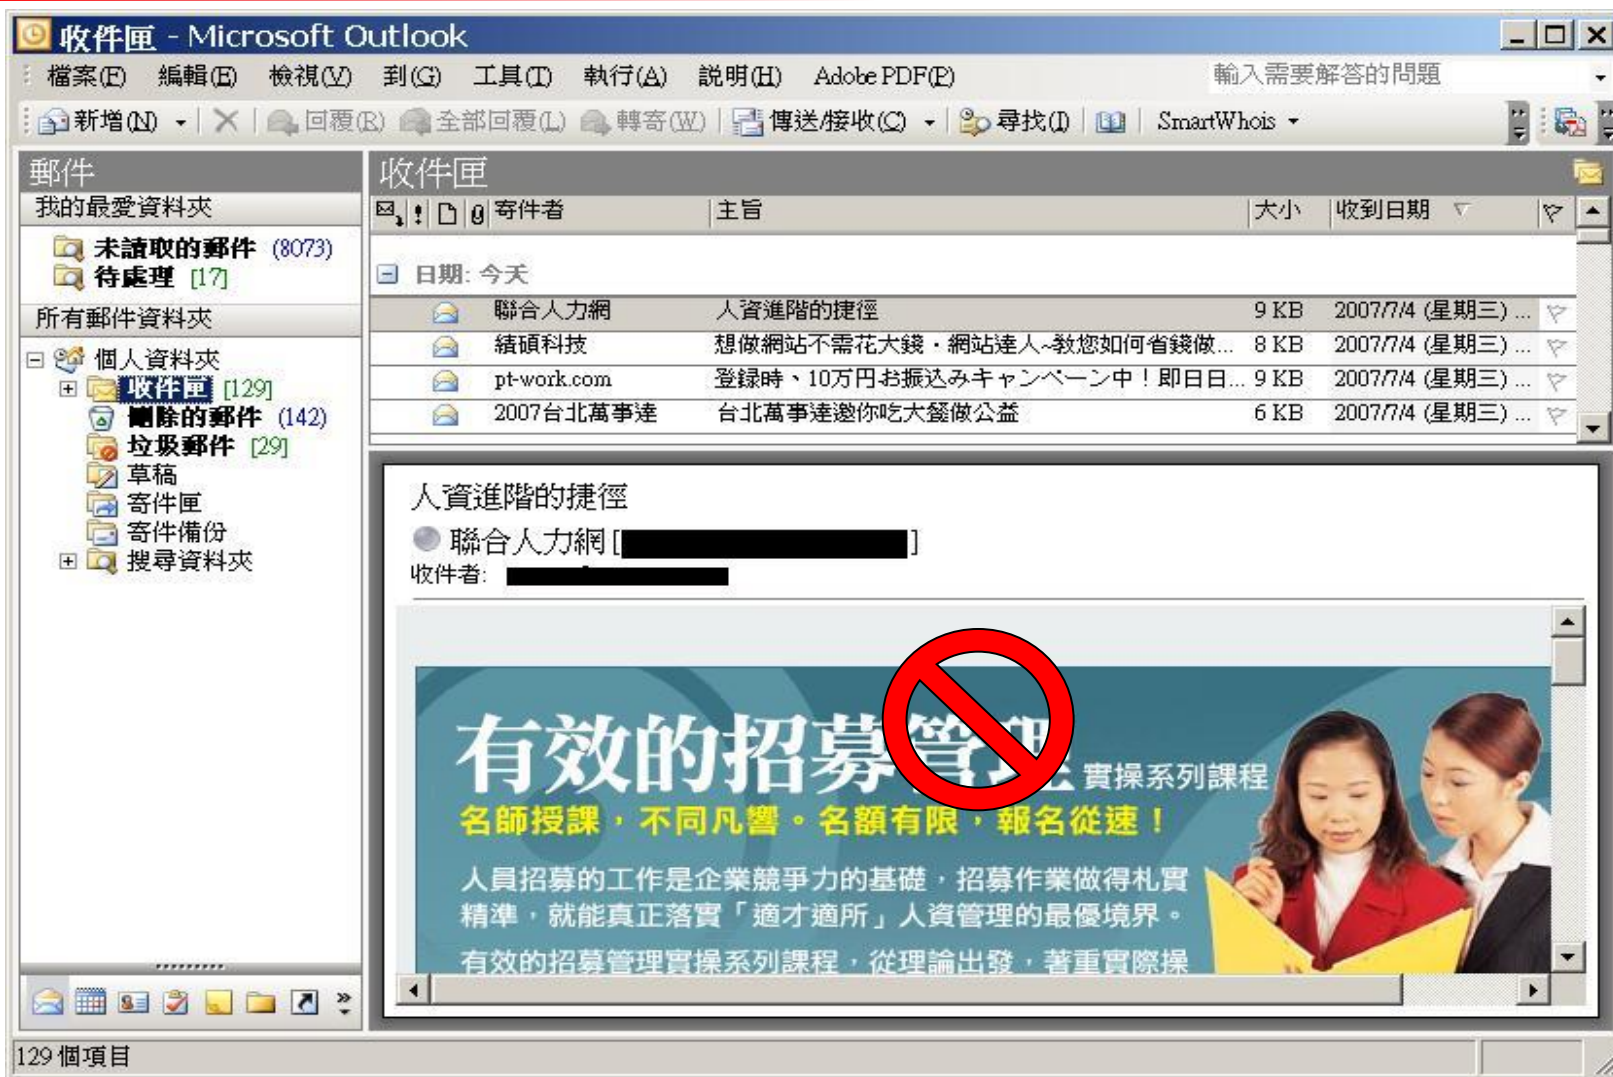 收件匣 - Microsoft Outlook
檔案(F) 編輯(E) 檢視(V) 到(G) 工具(T) 執行(A) 說明(H) Adobe PDF(P) 輸入需要解答的問題
新增(N) 回覆(R) 全部回覆(L) 轉寄(W) 傳送/接收(C) 尋找(I) SmartWhois
郵件
我的最愛資料夾
未讀取的郵件 (8073)
待處理 [17]
所有郵件資料夾
個人資料夾
收件匣 [129]
刪除的郵件 (142)
垃圾郵件 [29]
草稿
寄件匣
寄件備份
搜尋資料夾
收件匣
寄件者 主旨 大小 收到日期
日期: 今天
聯合人力網 人資進階的捷徑 9 KB 2007/7/4 (星期三) ...
績碩科技 想做網站不需花大錢・網站達人~教您如何省錢做... 8 KB 2007/7/4 (星期三) ...
pt-work.com 登録時、10万円お振込みキャンペーン中！即日日... 9 KB 2007/7/4 (星期三) ...
2007台北萬事達 台北萬事達邀你吃大餐做公益 6 KB 2007/7/4 (星期三) ...
人資進階的捷徑
聯合人力網 [ ]
收件者:
有效的招募管理 實操系列課程
名師授課，不同凡響。名額有限，報名從速！
人員招募的工作是企業競爭力的基礎，招募作業做得札實
精準，就能真正落實「適才適所」人資管理的最優境界。
有效的招募管理實操系列課程，從理論出發，著重實際操
129 個項目